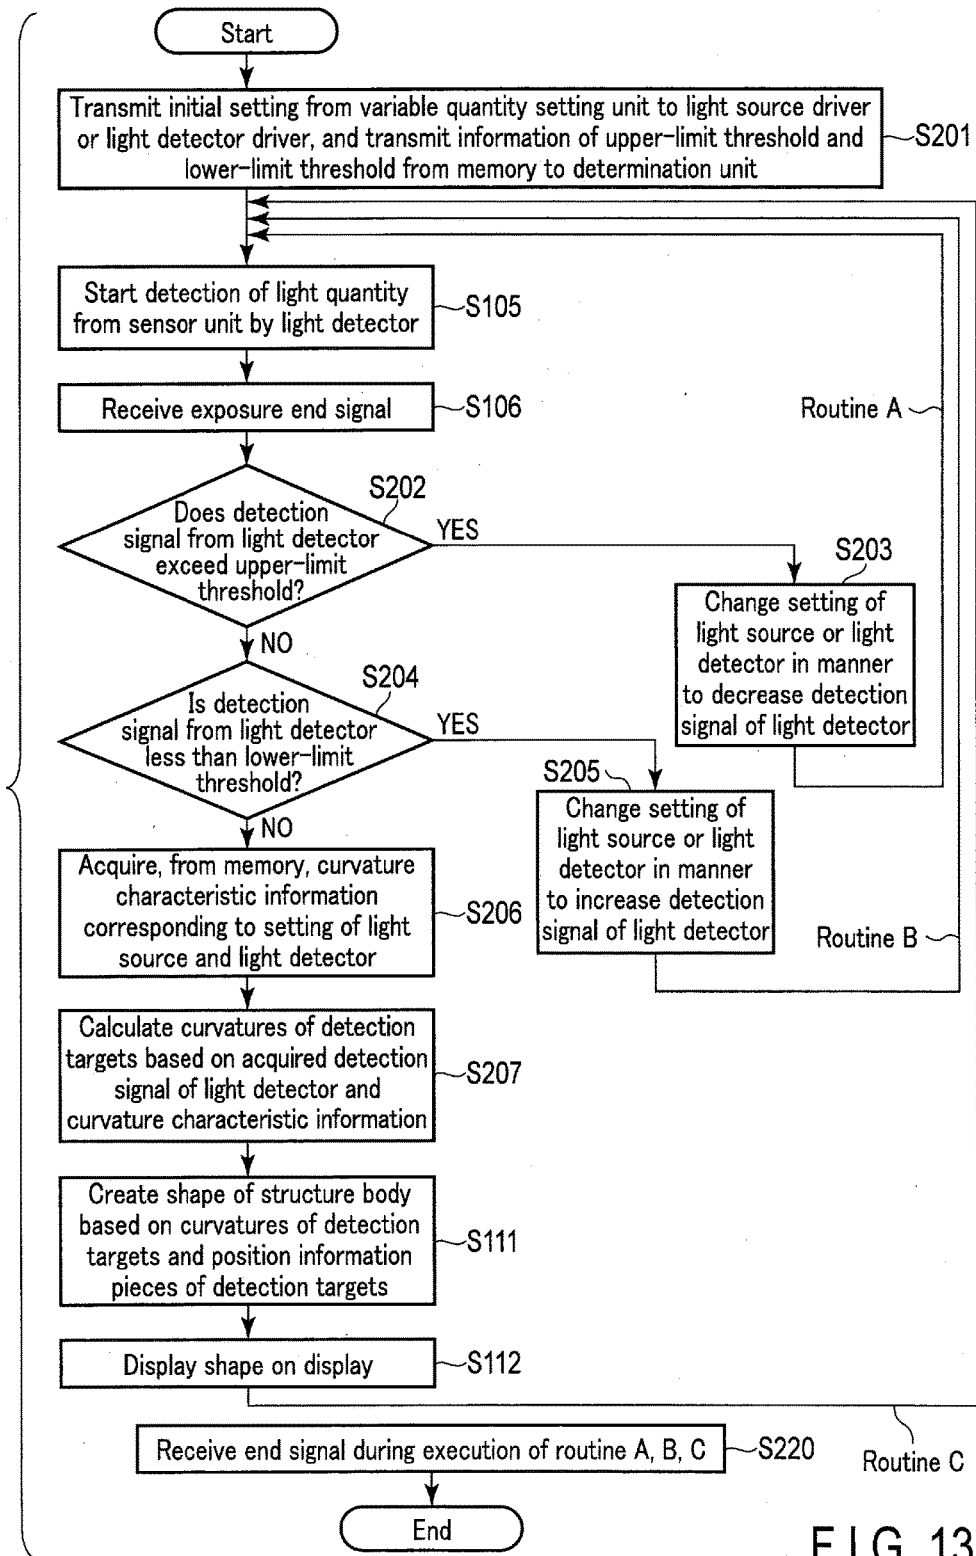 Start
Transmit initial setting from variable quantity setting unit to light source driver
or light detector driver, and transmit information of upper-limit threshold and
lower-limit threshold from memory to determination unit
S201
Start detection of light quantity
from sensor unit by light detector
S105
Receive exposure end signal
S106
Routine A
S202
Does detection
signal from light detector
exceed upper-limit
threshold?
YES
NO
S203
Change setting of
light source or light
detector in manner
to decrease detection
signal of light detector
S204
Is detection
signal from light detector
less than lower-limit
threshold?
YES
NO
S205
Change setting of
light source or light
detector in manner
to increase detection
signal of light detector
Routine B
Acquire, from memory, curvature
characteristic information
corresponding to setting of light
source and light detector
S206
Calculate curvatures of detection
targets based on acquired detection
signal of light detector and
curvature characteristic information
S207
Create shape of structure body
based on curvatures of detection
targets and position information
pieces of detection targets
S111
Display shape on display
S112
Receive end signal during execution of routine A, B, C
S220
Routine C
End
FIG. 13